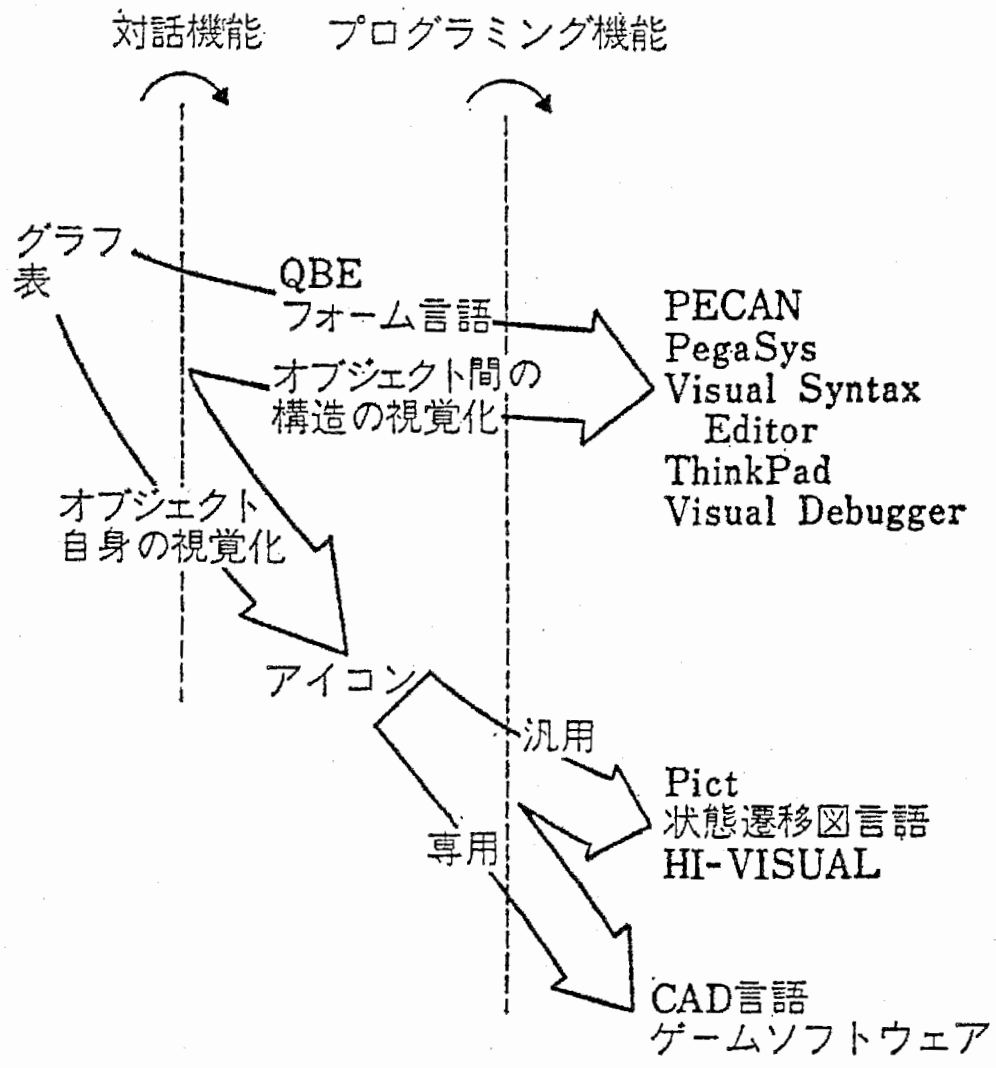 対話機能
プログラミング機能
グラフ
表
QBE
フォーム言語
オブジェクト間の
構造の視覚化
PECAN
PegaSys
Visual Syntax
Editor
ThinkPad
Visual Debugger
オブジェクト
自身の視覚化
アイコン
汎用
専用
Pict
状態遷移図言語
HI-VISUAL
CAD言語
ゲームソフトウェア